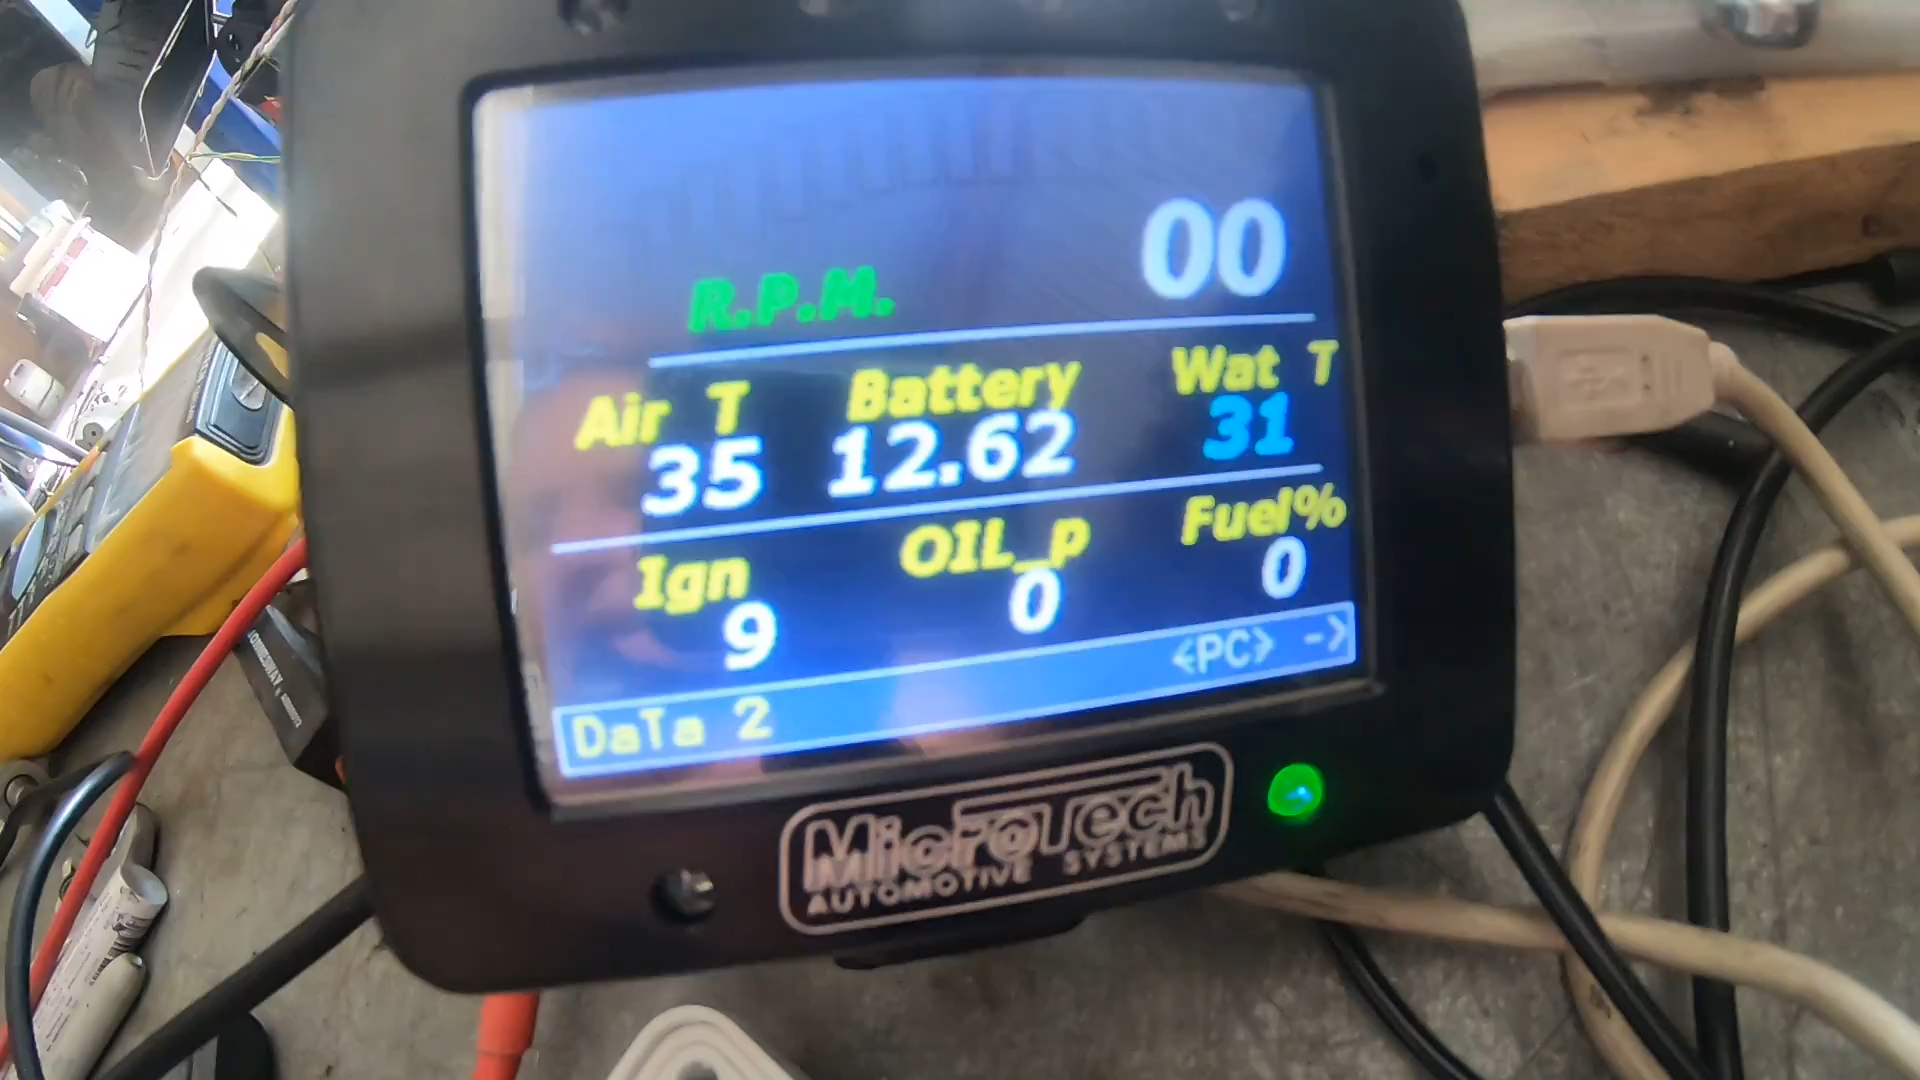 00
R.P.M.
Air T Battery Wat T
35 12.62 31
Ign OIL_p Fuel%
9 0 0
DaTa 2 <PC> ->
MicroTech
AUTOMOTIVE SYSTEMS